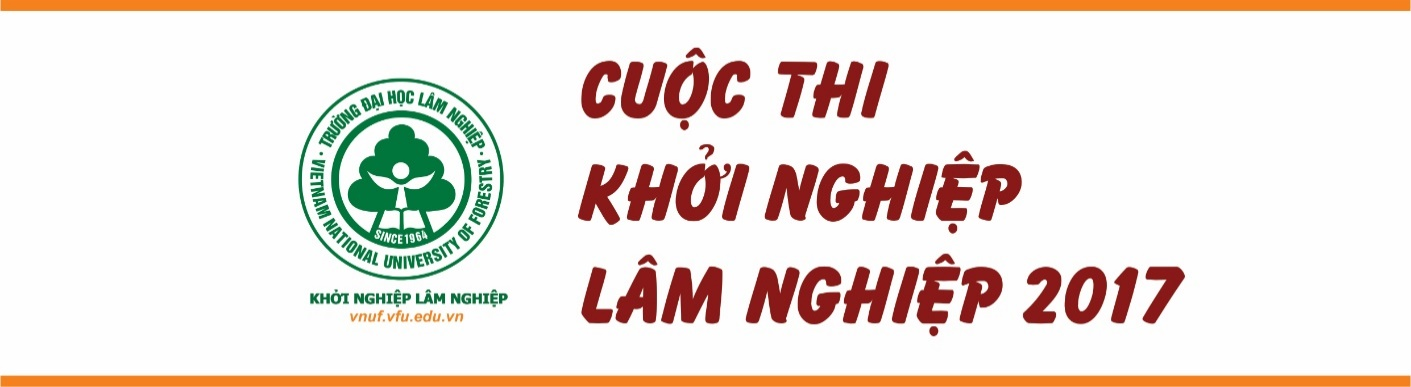 TRƯỜNG ĐẠI HỌC LÂM NGHIỆP
VIETNAM NATIONAL UNIVERSITY OF FORESTRY
SINCE 1964
KHỞI NGHIỆP LÂM NGHIỆP
vnuf.vfu.edu.vn
CUỘC THI
KHỞI NGHIỆP
LÂM NGHIỆP 2017